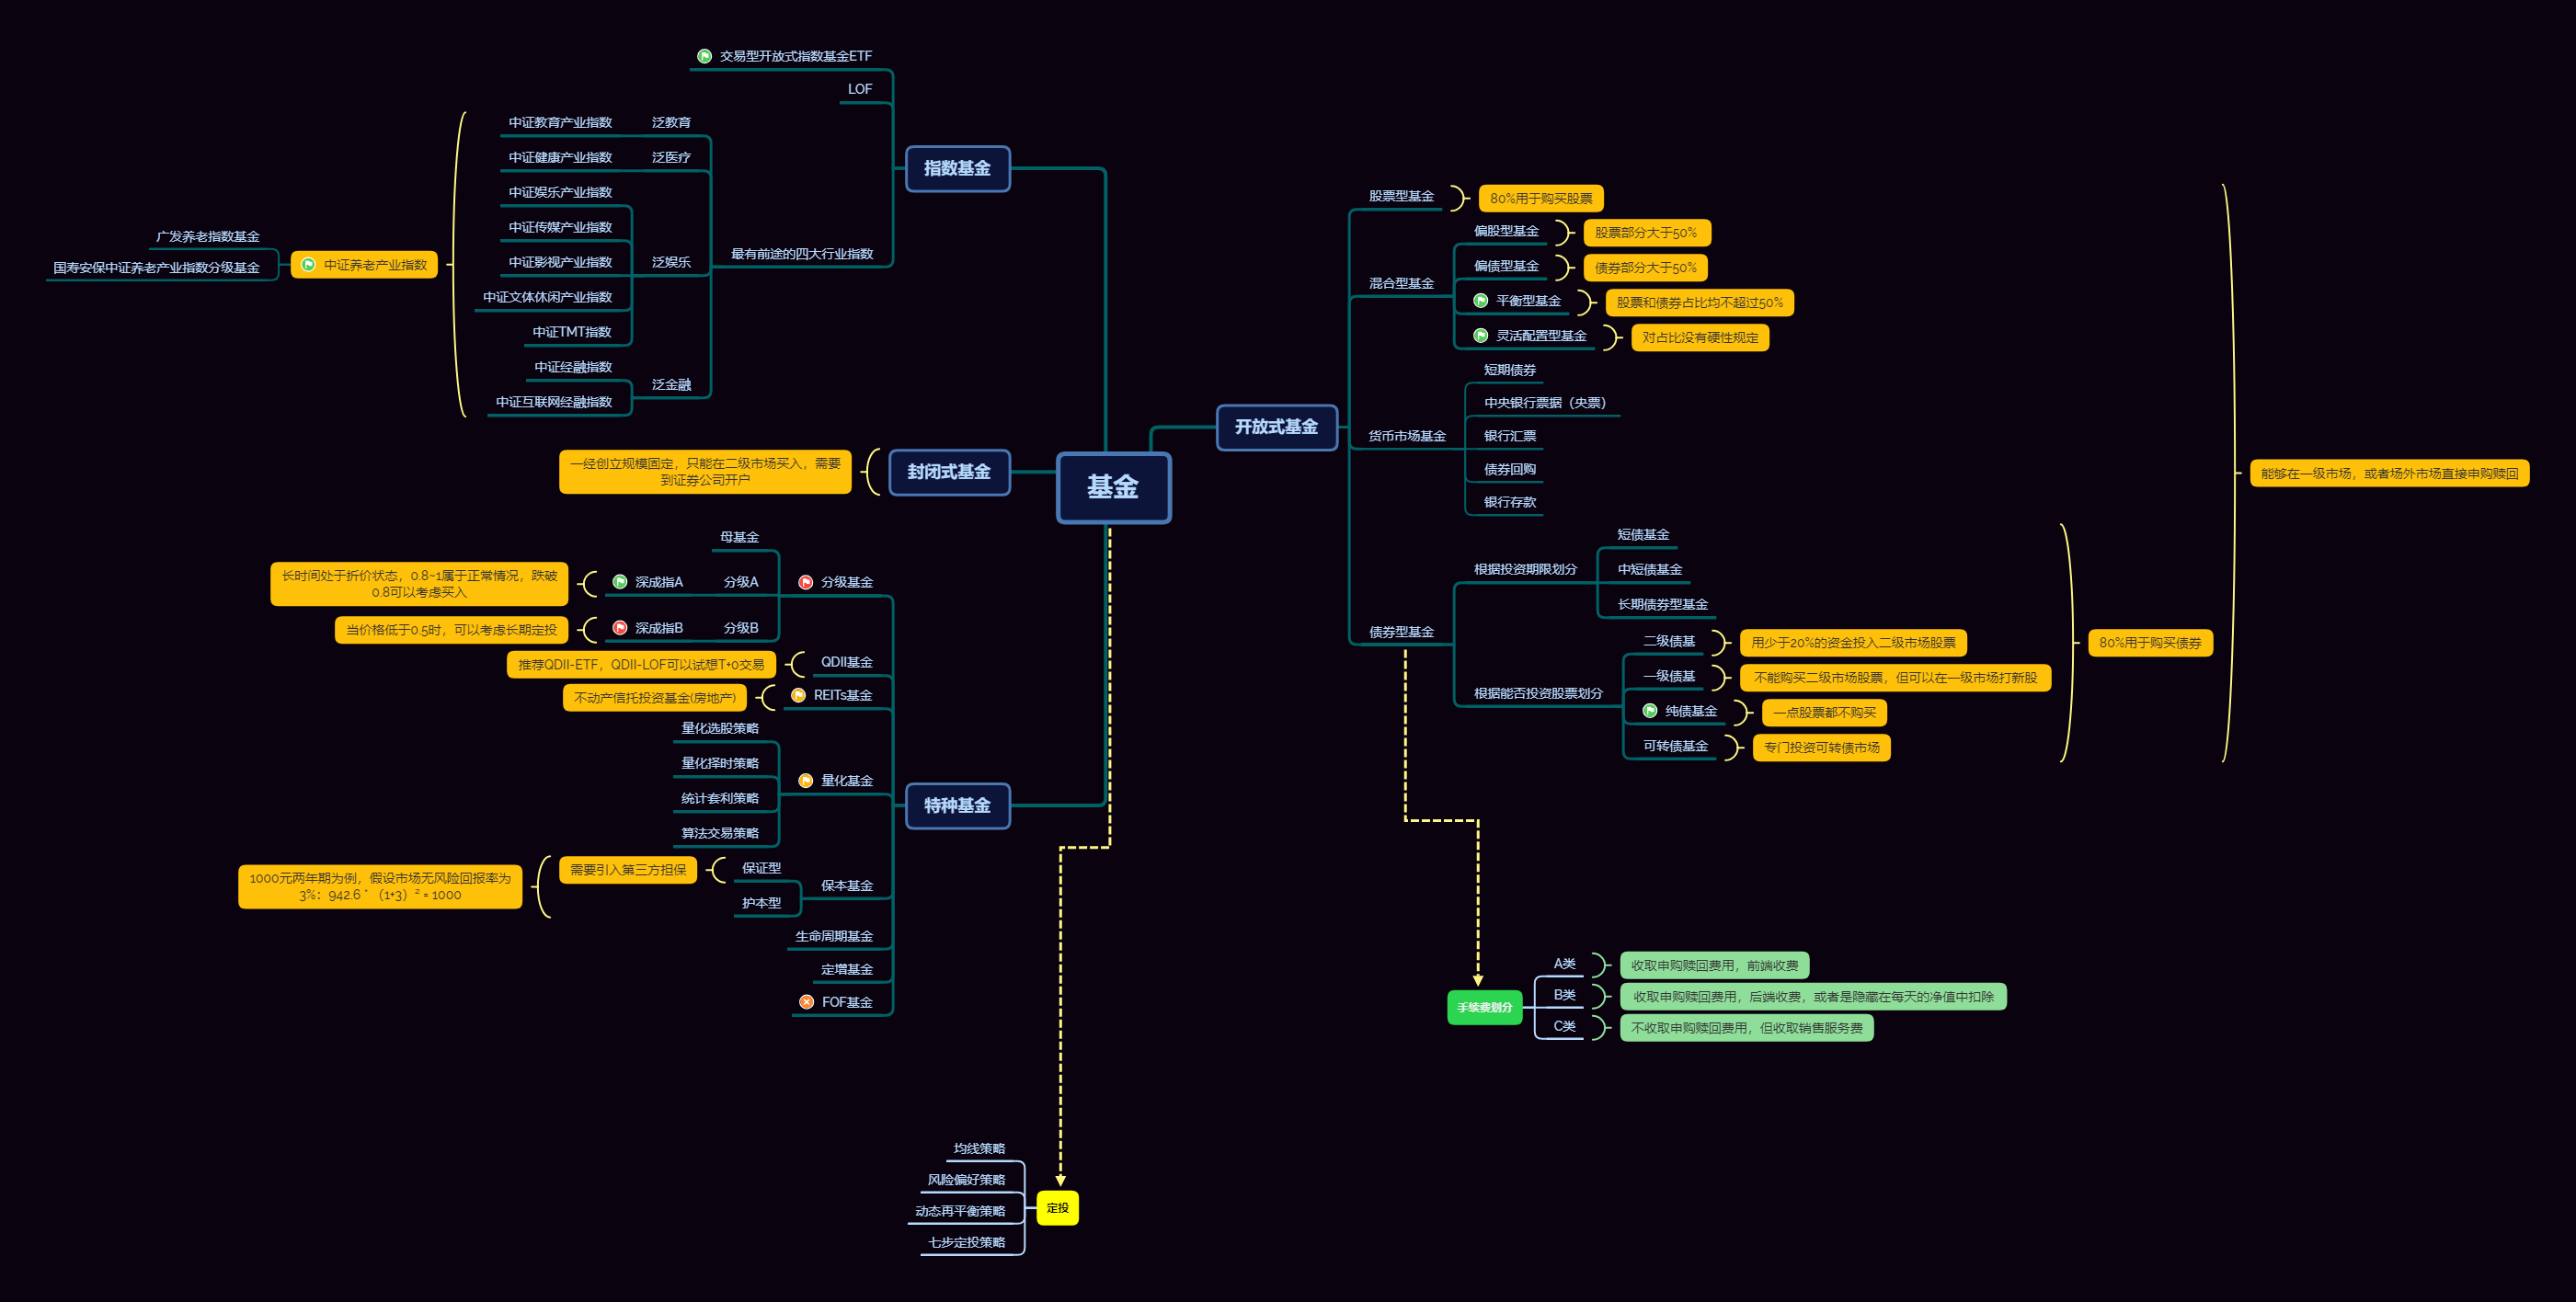 基金
指数基金
交易型开放式指数基金ETF
LOF
最有前途的四大行业指数
泛教育
中证教育产业指数
泛医疗
中证健康产业指数
泛娱乐
中证娱乐产业指数
中证传媒产业指数
中证影视产业指数
中证文体休闲产业指数
中证TMT指数
泛金融
中证经融指数
中证互联网经融指数
中证养老产业指数
广发养老指数基金
国寿安保中证养老产业指数分级基金
封闭式基金
一经创立规模固定，只能在二级市场买入，需要
到证券公司开户
特种基金
分级基金
母基金
分级A
深成指A
长时间处于折价状态，0.8~1属于正常情况，跌破
0.8可以考虑买入
分级B
深成指B
当价格低于0.5时，可以考虑长期定投
QDII基金
推荐QDII-ETF，QDII-LOF可以试想T+0交易
REITs基金
不动产信托投资基金(房地产)
量化基金
量化选股策略
量化择时策略
统计套利策略
算法交易策略
保本基金
保证型
需要引入第三方担保
护本型
1000元两年期为例，假设市场无风险回报率为
3%：942.6 * （1+3）² = 1000
生命周期基金
定增基金
FOF基金
开放式基金
股票型基金
80%用于购买股票
混合型基金
偏股型基金
股票部分大于50%
偏债型基金
债券部分大于50%
平衡型基金
股票和债券占比均不超过50%
灵活配置型基金
对占比没有硬性规定
货币市场基金
短期债券
中央银行票据（央票）
银行汇票
债券回购
银行存款
债券型基金
根据投资期限划分
短债基金
中短债基金
长期债券型基金
根据能否投资股票划分
二级债基
用少于20%的资金投入二级市场股票
一级债基
不能购买二级市场股票，但可以在一级市场打新股
纯债基金
一点股票都不购买
可转债基金
专门投资可转债市场
80%用于购买债券
能够在一级市场，或者场外市场直接申购赎回
手续费划分
A类
收取申购赎回费用，前端收费
B类
收取申购赎回费用，后端收费，或者是隐藏在每天的净值中扣除
C类
不收取申购赎回费用，但收取销售服务费
定投
均线策略
风险偏好策略
动态再平衡策略
七步定投策略